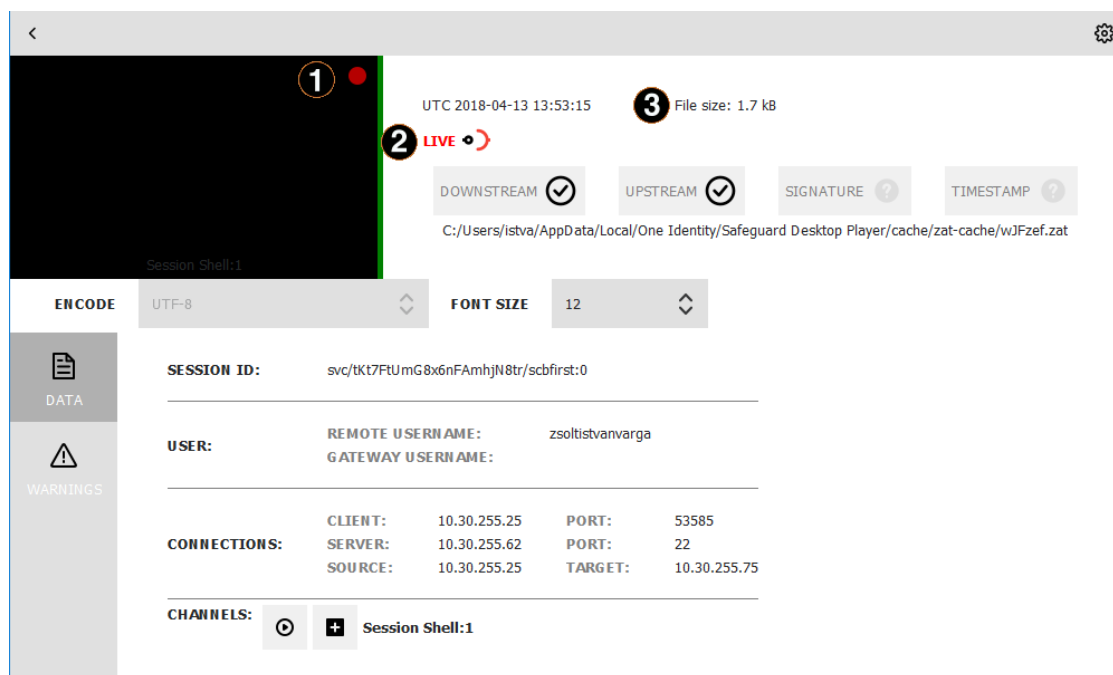 1
UTC 2018-04-13 13:53:15
3 File size: 1.7 kB
2 LIVE
DOWNSTREAM UPSTREAM SIGNATURE ? TIMESTAMP ?
C:/Users/istva/AppData/Local/One Identity/Safeguard Desktop Player/cache/zat-cache/wJFzef.zat
Session Shell:1
ENCODE UTF-8 FONT SIZE 12
DATA
WARNINGS
SESSION ID: svc/tKt7FtUmG8x6nFAmhjN8tr/scbfirst:0
USER:
REMOTE USERNAME: zsoltistvanvarga
GATEWAY USERNAME:
CONNECTIONS:
CLIENT: 10.30.255.25 PORT: 53585
SERVER: 10.30.255.62 PORT: 22
SOURCE: 10.30.255.25 TARGET: 10.30.255.75
CHANNELS: Session Shell:1